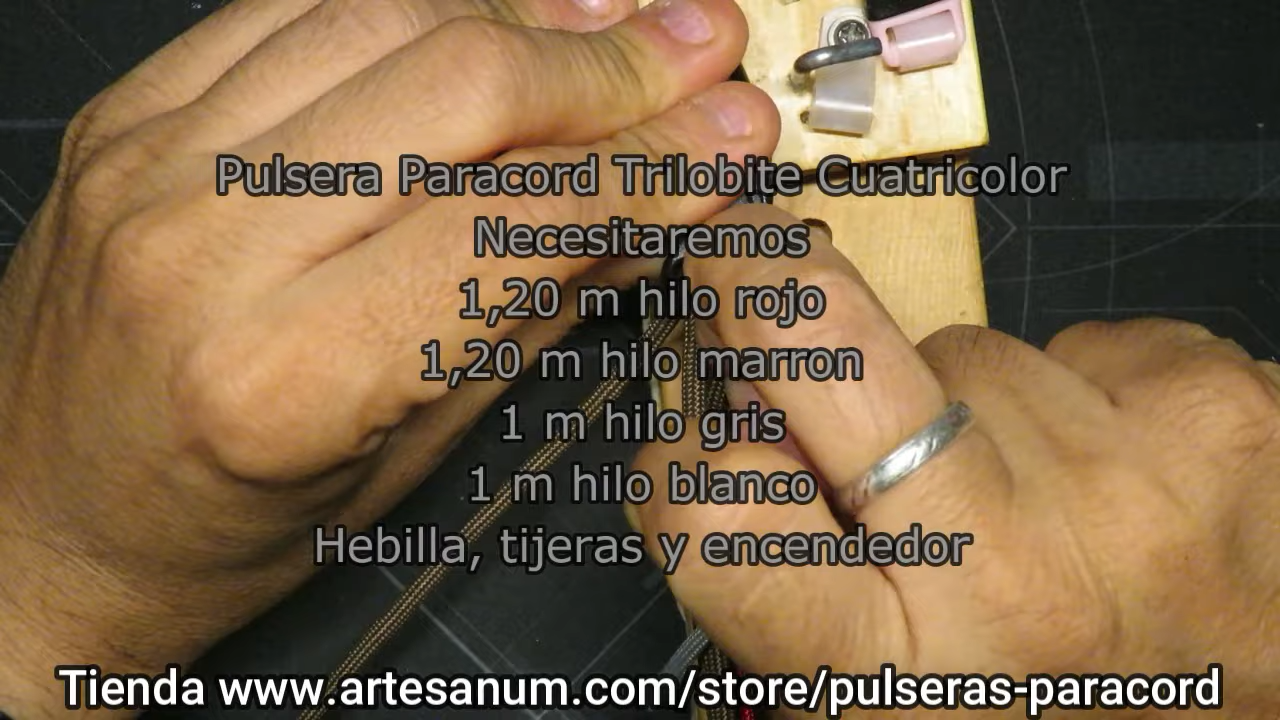 Pulsera Paracord Trilobite Cuatricolor
Necesitaremos
1,20 m hilo rojo
1,20 m hilo marron
1 m hilo gris
1 m hilo blanco
Hebilla, tijeras y encendedor
Tienda www.artesanum.com/store/pulseras-paracord